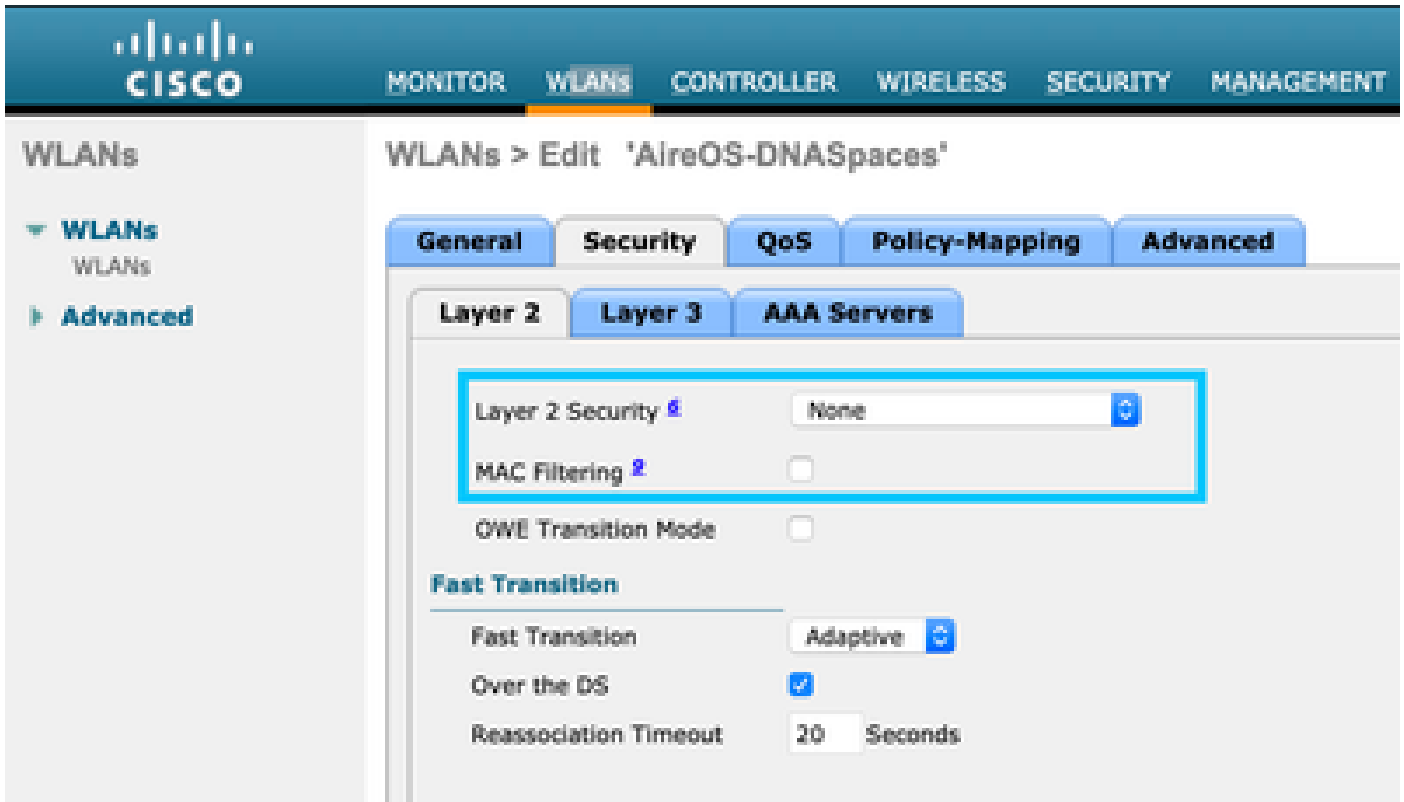 CISCO
MONITOR WLANs CONTROLLER WIRELESS SECURITY MANAGEMENT
WLANs
WLANs > Edit 'AireOS-DNASpaces'
WLANs
WLANs
Advanced
General Security QoS Policy-Mapping Advanced
Layer 2 Layer 3 AAA Servers
Layer 2 Security 6 None
MAC Filtering 9
OWE Transition Mode
Fast Transition
Fast Transition Adaptive
Over the DS
Reassociation Timeout 20 Seconds